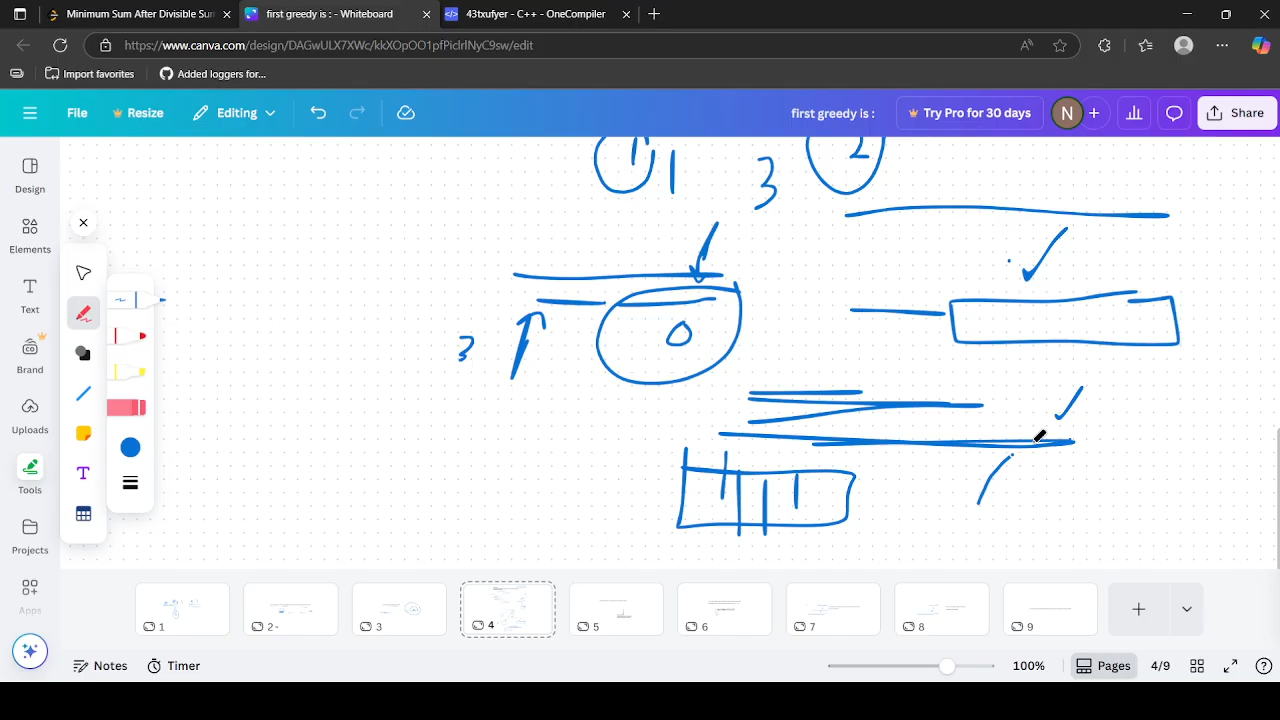 Minimum Sum After Divisible Sun
first greedy is : - Whiteboard
43txufyer - C++ - OneCompiler
https://www.canva.com/design/DAGwULX7XWc/kkXOpOO1pfPiclrlNyC9sw/edit
Import favorites
Added loggers for...
File
Resize
Editing
first greedy is :
Try Pro for 30 days
N
Share
Design
Elements
Text
Brand
Uploads
Tools
Projects
Apps
1 1 3 2
3 0
1
2-
3
4
5
6
7
8
9
Notes
Timer
100%
Pages
4/9